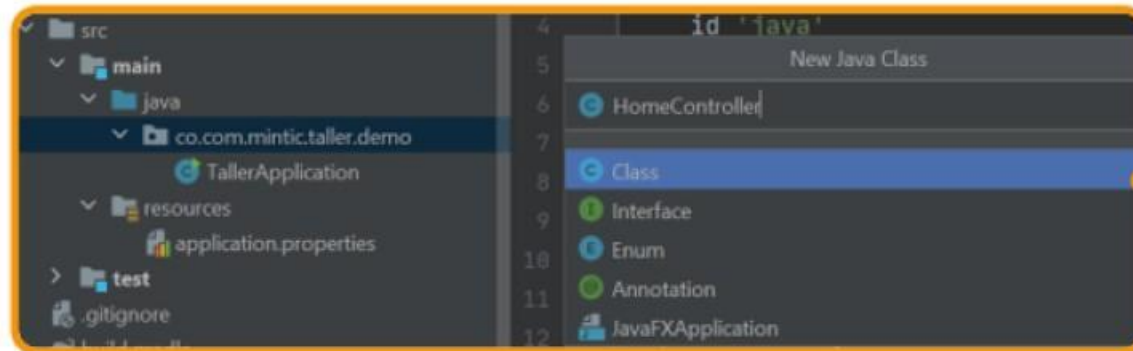 src
main
java
co.com.mintic.taller.demo
TallerApplication
resources
application.properties
test
.gitignore
4
5
6
7
8
9
10
11
12
id 'java'
New Java Class
HomeController
Class
Interface
Enum
Annotation
JavaFXApplication